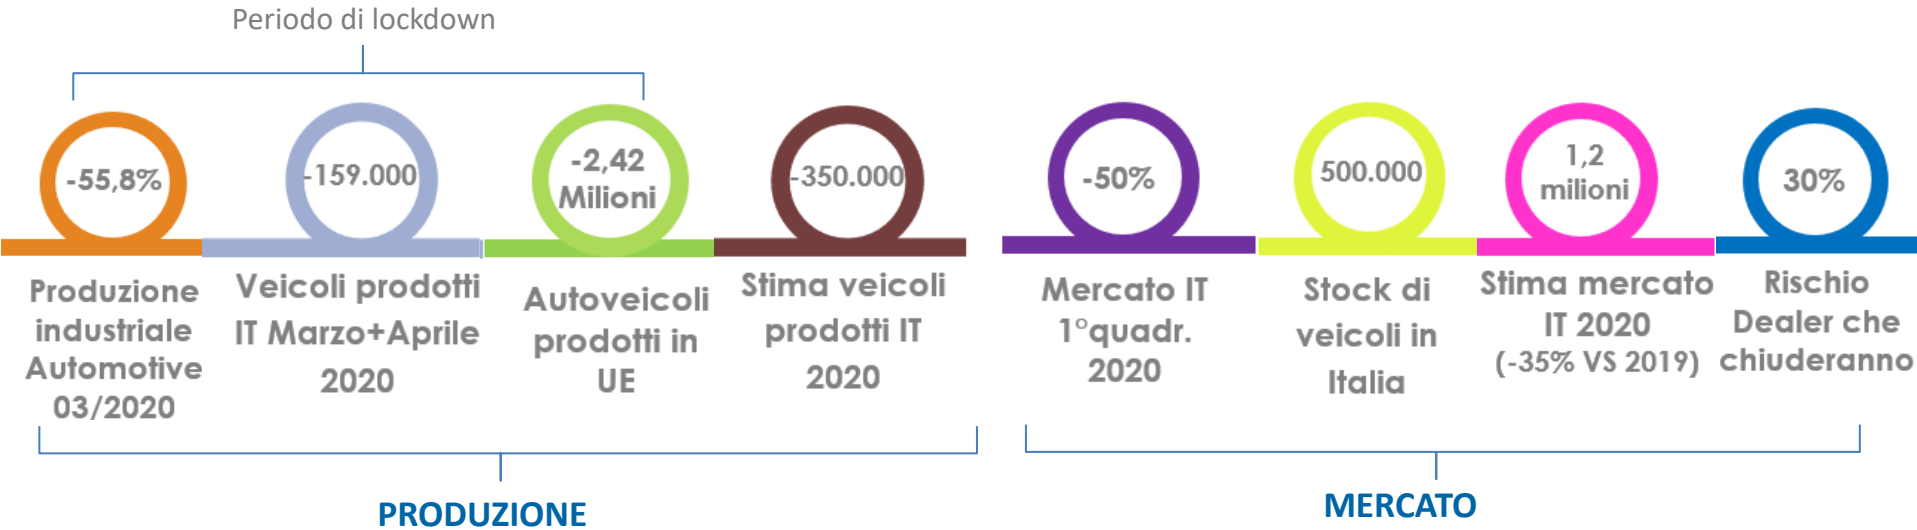 Periodo di lockdown
-55,8%
Produzione
industriale
Automotive
03/2020
-159.000
Veicoli prodotti
IT Marzo+Aprile
2020
-2,42
Milioni
Autoveicoli
prodotti in
UE
-350.000
Stima veicoli
prodotti IT
2020
PRODUZIONE
-50%
Mercato IT
1°quadr.
2020
500.000
Stock di
veicoli in
Italia
1,2
milioni
Stima mercato
IT 2020
(-35% VS 2019)
30%
Rischio
Dealer che
chiuderanno
MERCATO